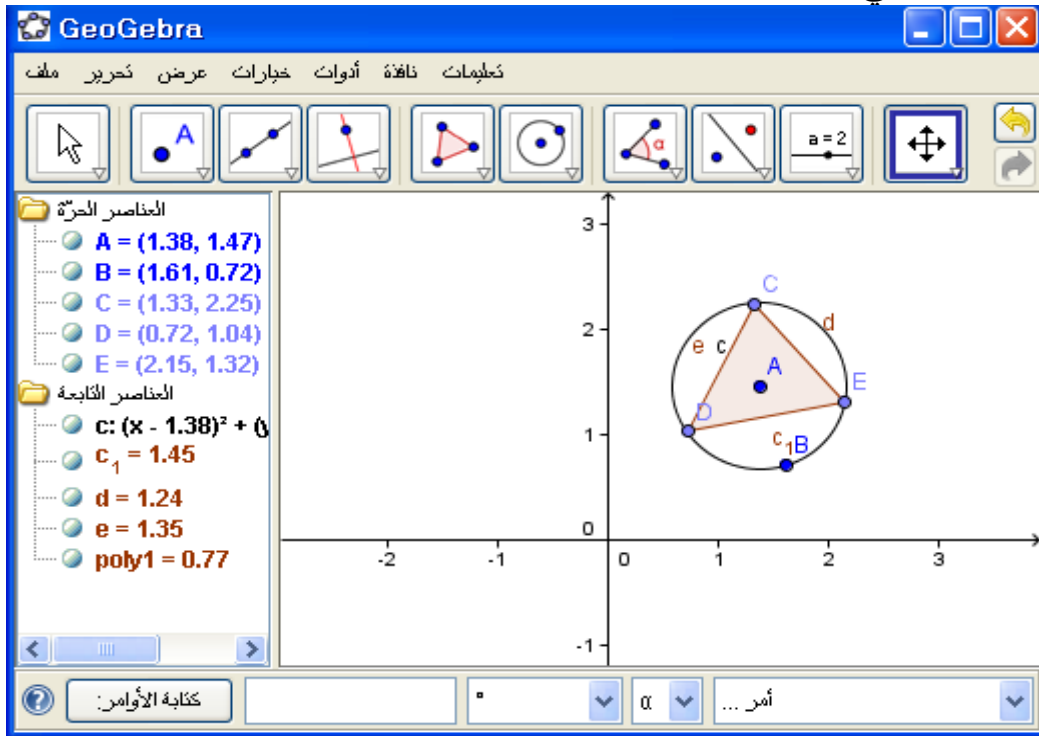 GeoGebra
ملف تحرير عرض خيارات أدوات نافذة تعليمات
A
α
a = 2
العناصر الحرّة
A = (1.38, 1.47)
B = (1.61, 0.72)
C = (1.33, 2.25)
D = (0.72, 1.04)
E = (2.15, 1.32)
العناصر التابعة
c: (x - 1.38)² + (y
c₁ = 1.45
d = 1.24
e = 1.35
poly1 = 0.77
3
C
2
d
e c
A
E
D
1
c₁
B
0
-2 -1 0 1 2 3
-1
كتابة الأوامر:
°
α
أمر ...